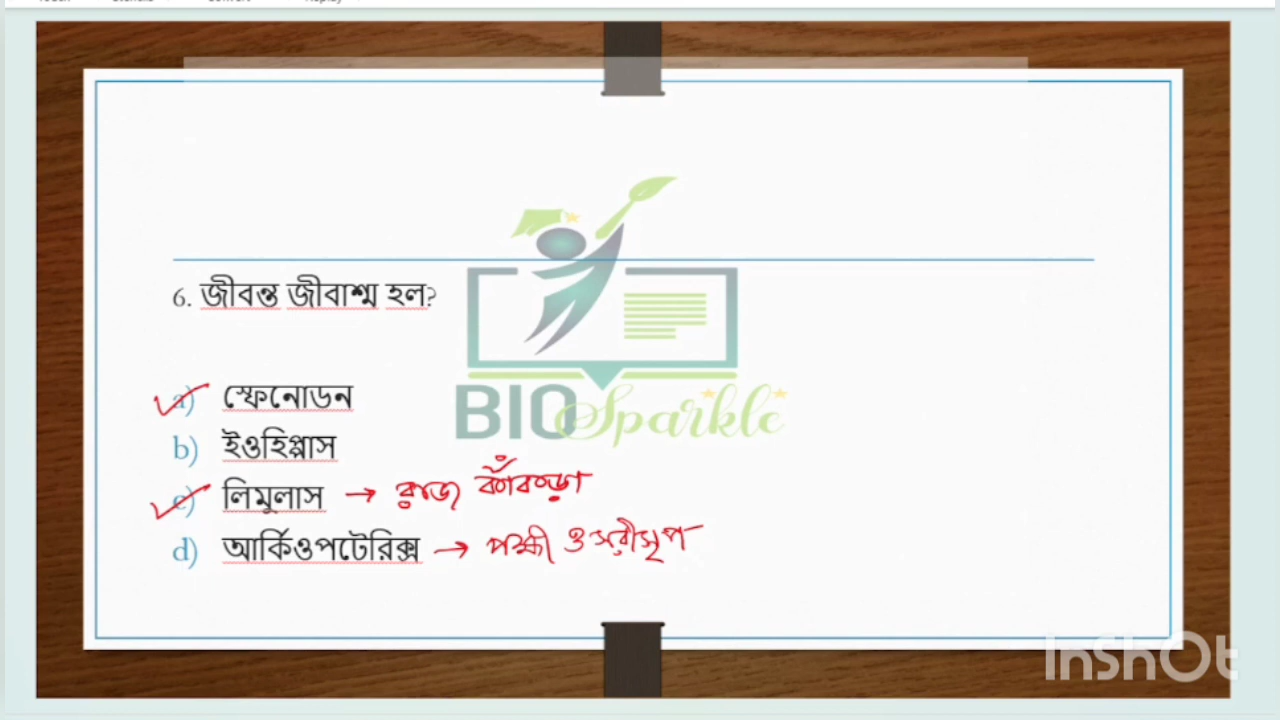 6. জীবন্ত জীবাশ্ম হল?
a) স্ফেনোডন
b) ইওহিপ্পাস
c) লিমুলাস → রাজ কাঁকড়া
d) আর্কিওপটেরিক্স → পক্ষী ও সরীসৃপ
BIO Sparkle
InShOt